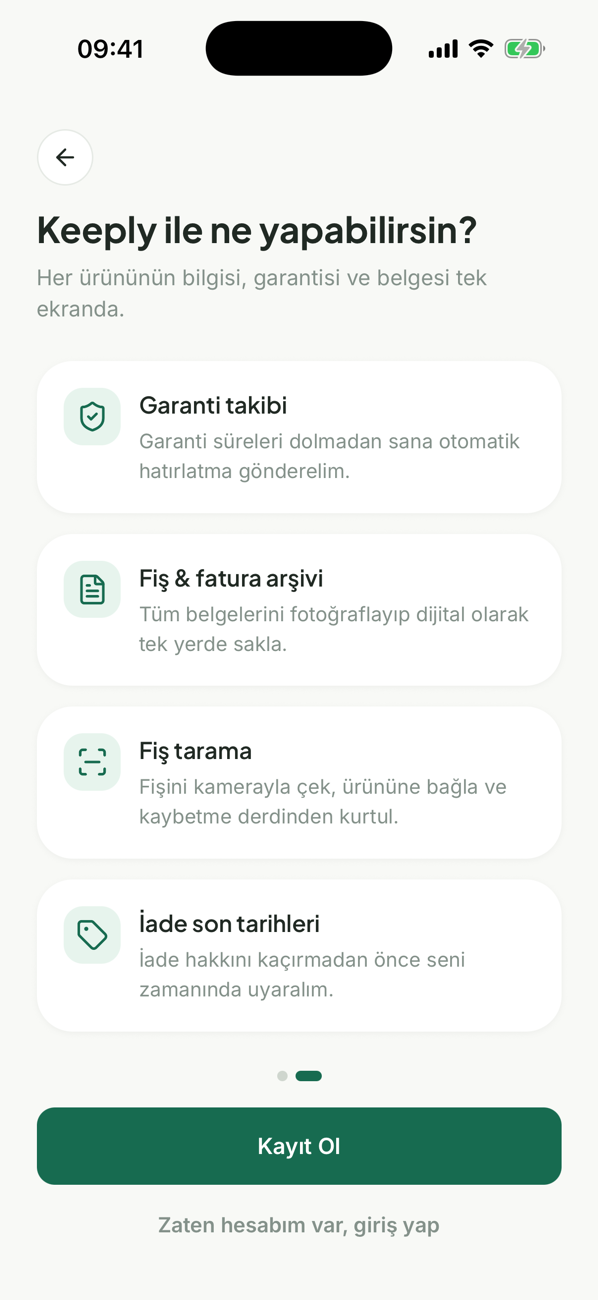 09:41
Keeply ile ne yapabilirsin?
Her ürününün bilgisi, garantisi ve belgesi tek
ekranda.
Garanti takibi
Garanti süreleri dolmadan sana otomatik
hatırlatma gönderelim.
Fiş & fatura arşivi
Tüm belgelerini fotoğraflayıp dijital olarak
tek yerde sakla.
Fiş tarama
Fişini kamerayla çek, ürününe bağla ve
kaybetme derdinden kurtul.
İade son tarihleri
İade hakkını kaçırmadan önce seni
zamanında uyaralım.
Kayıt Ol
Zaten hesabım var, giriş yap